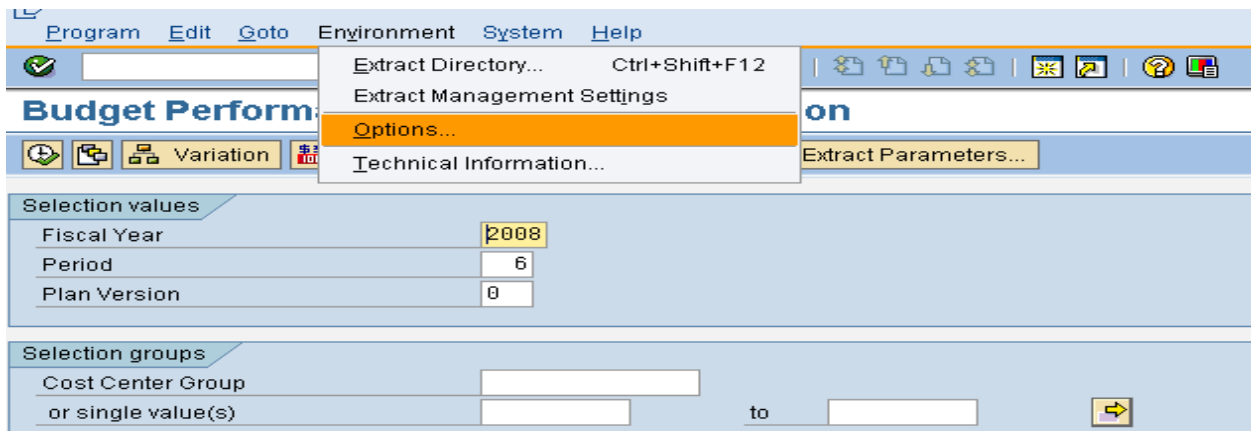 Program Edit Goto Environment System Help
Extract Directory... Ctrl+Shift+F12
Extract Management Settings
Budget Perform on
Options...
Variation Extract Parameters...
Technical Information...
Selection values
Fiscal Year 2008
Period 6
Plan Version 0
Selection groups
Cost Center Group
or single value(s) to